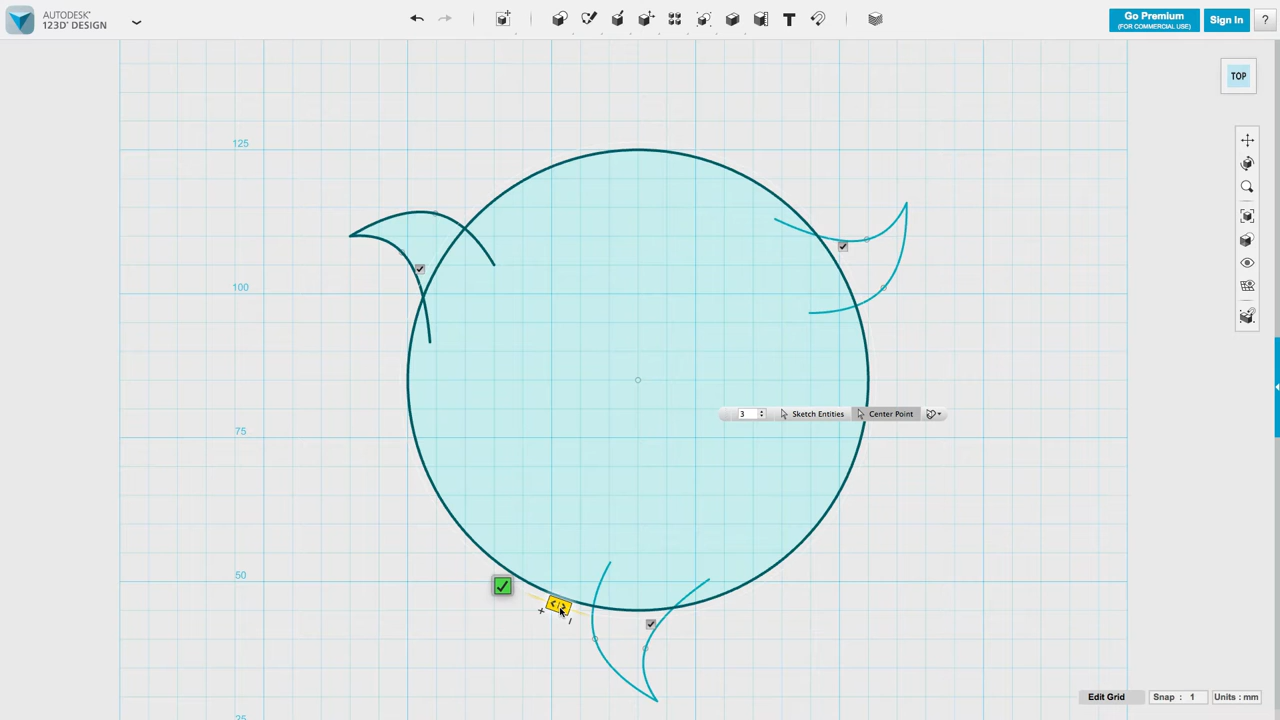 AUTODESK®
123D® DESIGN
Go Premium
(FOR COMMERCIAL USE)
Sign In
?
TOP
125
100
75
50
25
3
Sketch Entities
Center Point
Edit Grid
Snap : 1
Units : mm